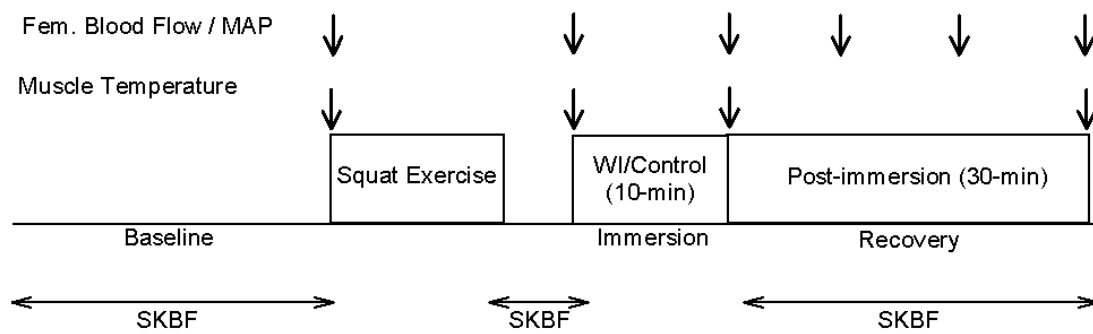 Fem. Blood Flow / MAP
Muscle Temperature
Squat Exercise
WI/Control
(10-min)
Post-immersion (30-min)
Baseline
Immersion
Recovery
SKBF
SKBF
SKBF